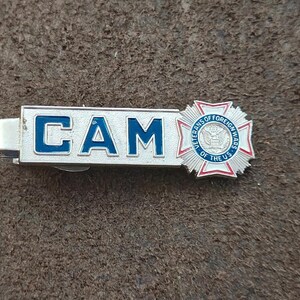 CAM
VETERANS OF FOREIGN WARS
OF THE U.S.